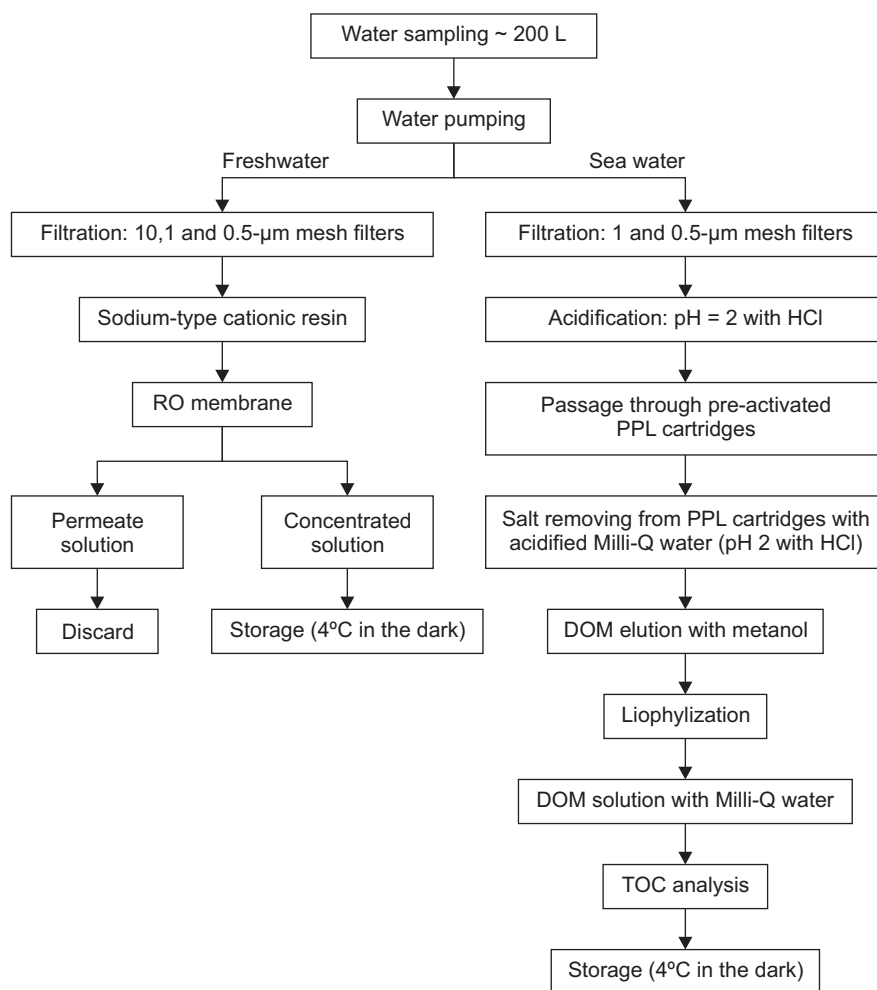 Water sampling ~ 200 L
Water pumping
Freshwater
Sea water
Filtration: 10,1 and 0.5-µm mesh filters
Filtration: 1 and 0.5-µm mesh filters
Sodium-type cationic resin
Acidification: pH = 2 with HCl
RO membrane
Passage through pre-activated
PPL cartridges
Permeate
solution
Concentrated
solution
Salt removing from PPL cartridges with
acidified Milli-Q water (pH 2 with HCl)
Discard
Storage (4ºC in the dark)
DOM elution with metanol
Liophylization
DOM solution with Milli-Q water
TOC analysis
Storage (4ºC in the dark)